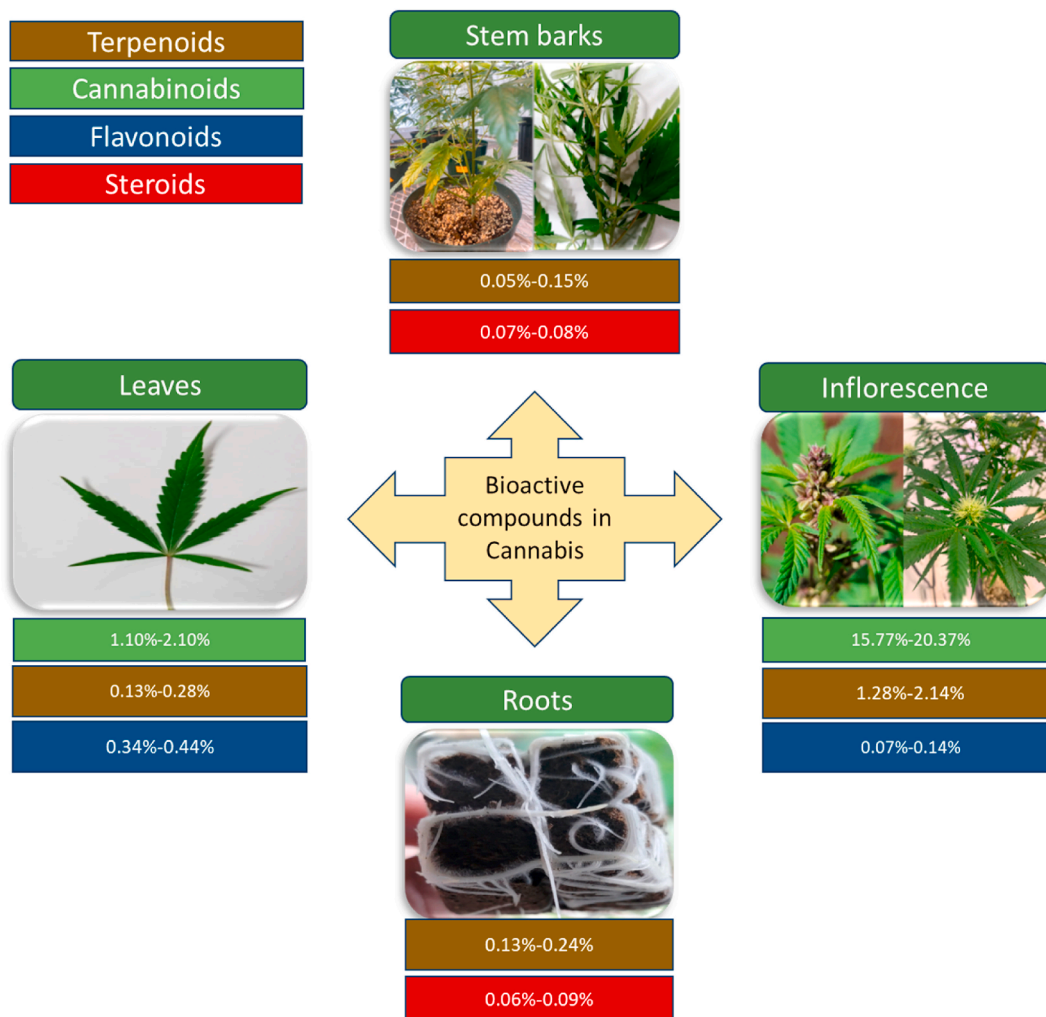 Terpenoids
Cannabinoids
Flavonoids
Steroids
Stem barks
0.05%-0.15%
0.07%-0.08%
Leaves
1.10%-2.10%
0.13%-0.28%
0.34%-0.44%
Bioactive
compounds in
Cannabis
Inflorescence
15.77%-20.37%
1.28%-2.14%
0.07%-0.14%
Roots
0.13%-0.24%
0.06%-0.09%